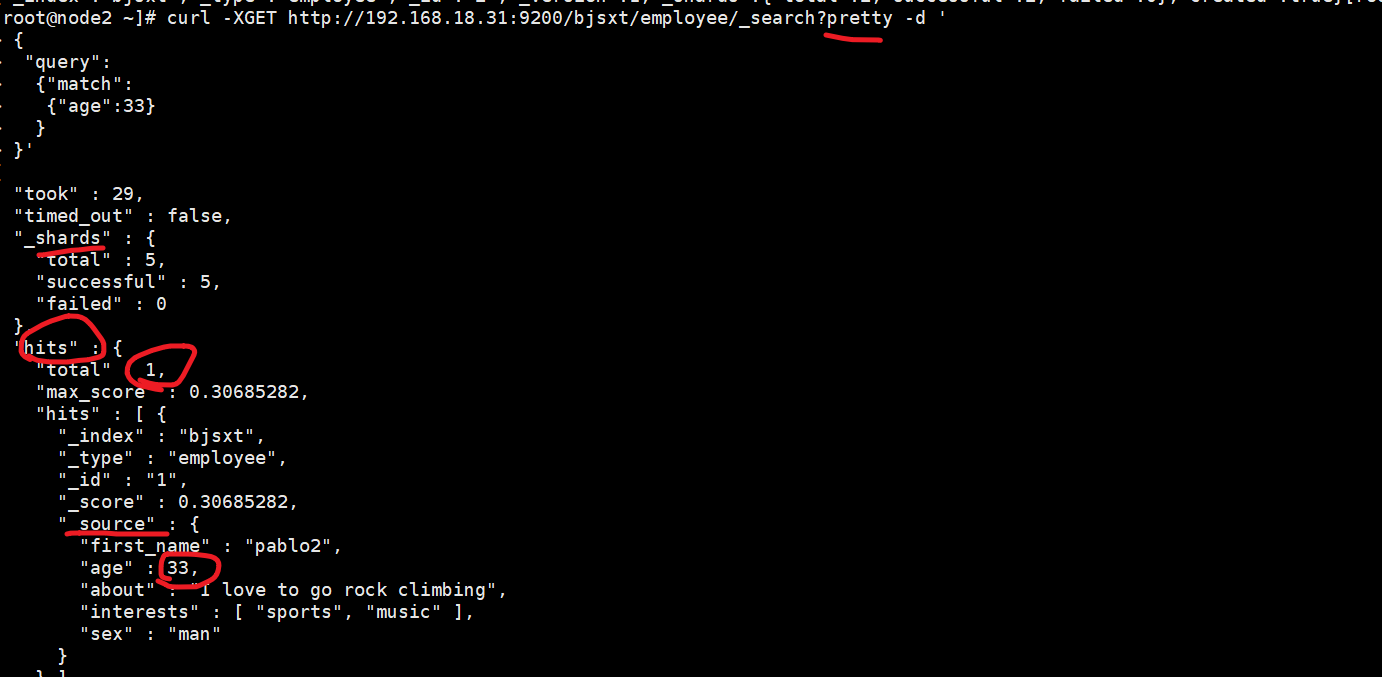 root@node2 ~]# curl -XGET http://192.168.18.31:9200/bjsxt/employee/_search?pretty -d '
{
"query":
{"match":
{"age":33}
}
}'
"took" : 29,
"timed_out" : false,
"_shards" : {
"total" : 5,
"successful" : 5,
"failed" : 0
}
"hits" : {
"total" 1,
"max_score" : 0.30685282,
"hits" : [ {
"_index" : "bjsxt",
"_type" : "employee",
"_id" : "1",
"_score" : 0.30685282,
"_source" : {
"first_name" : "pablo2",
"age" : 33,
"about" : "I love to go rock climbing",
"interests" : [ "sports", "music" ],
"sex" : "man"
}
} ]